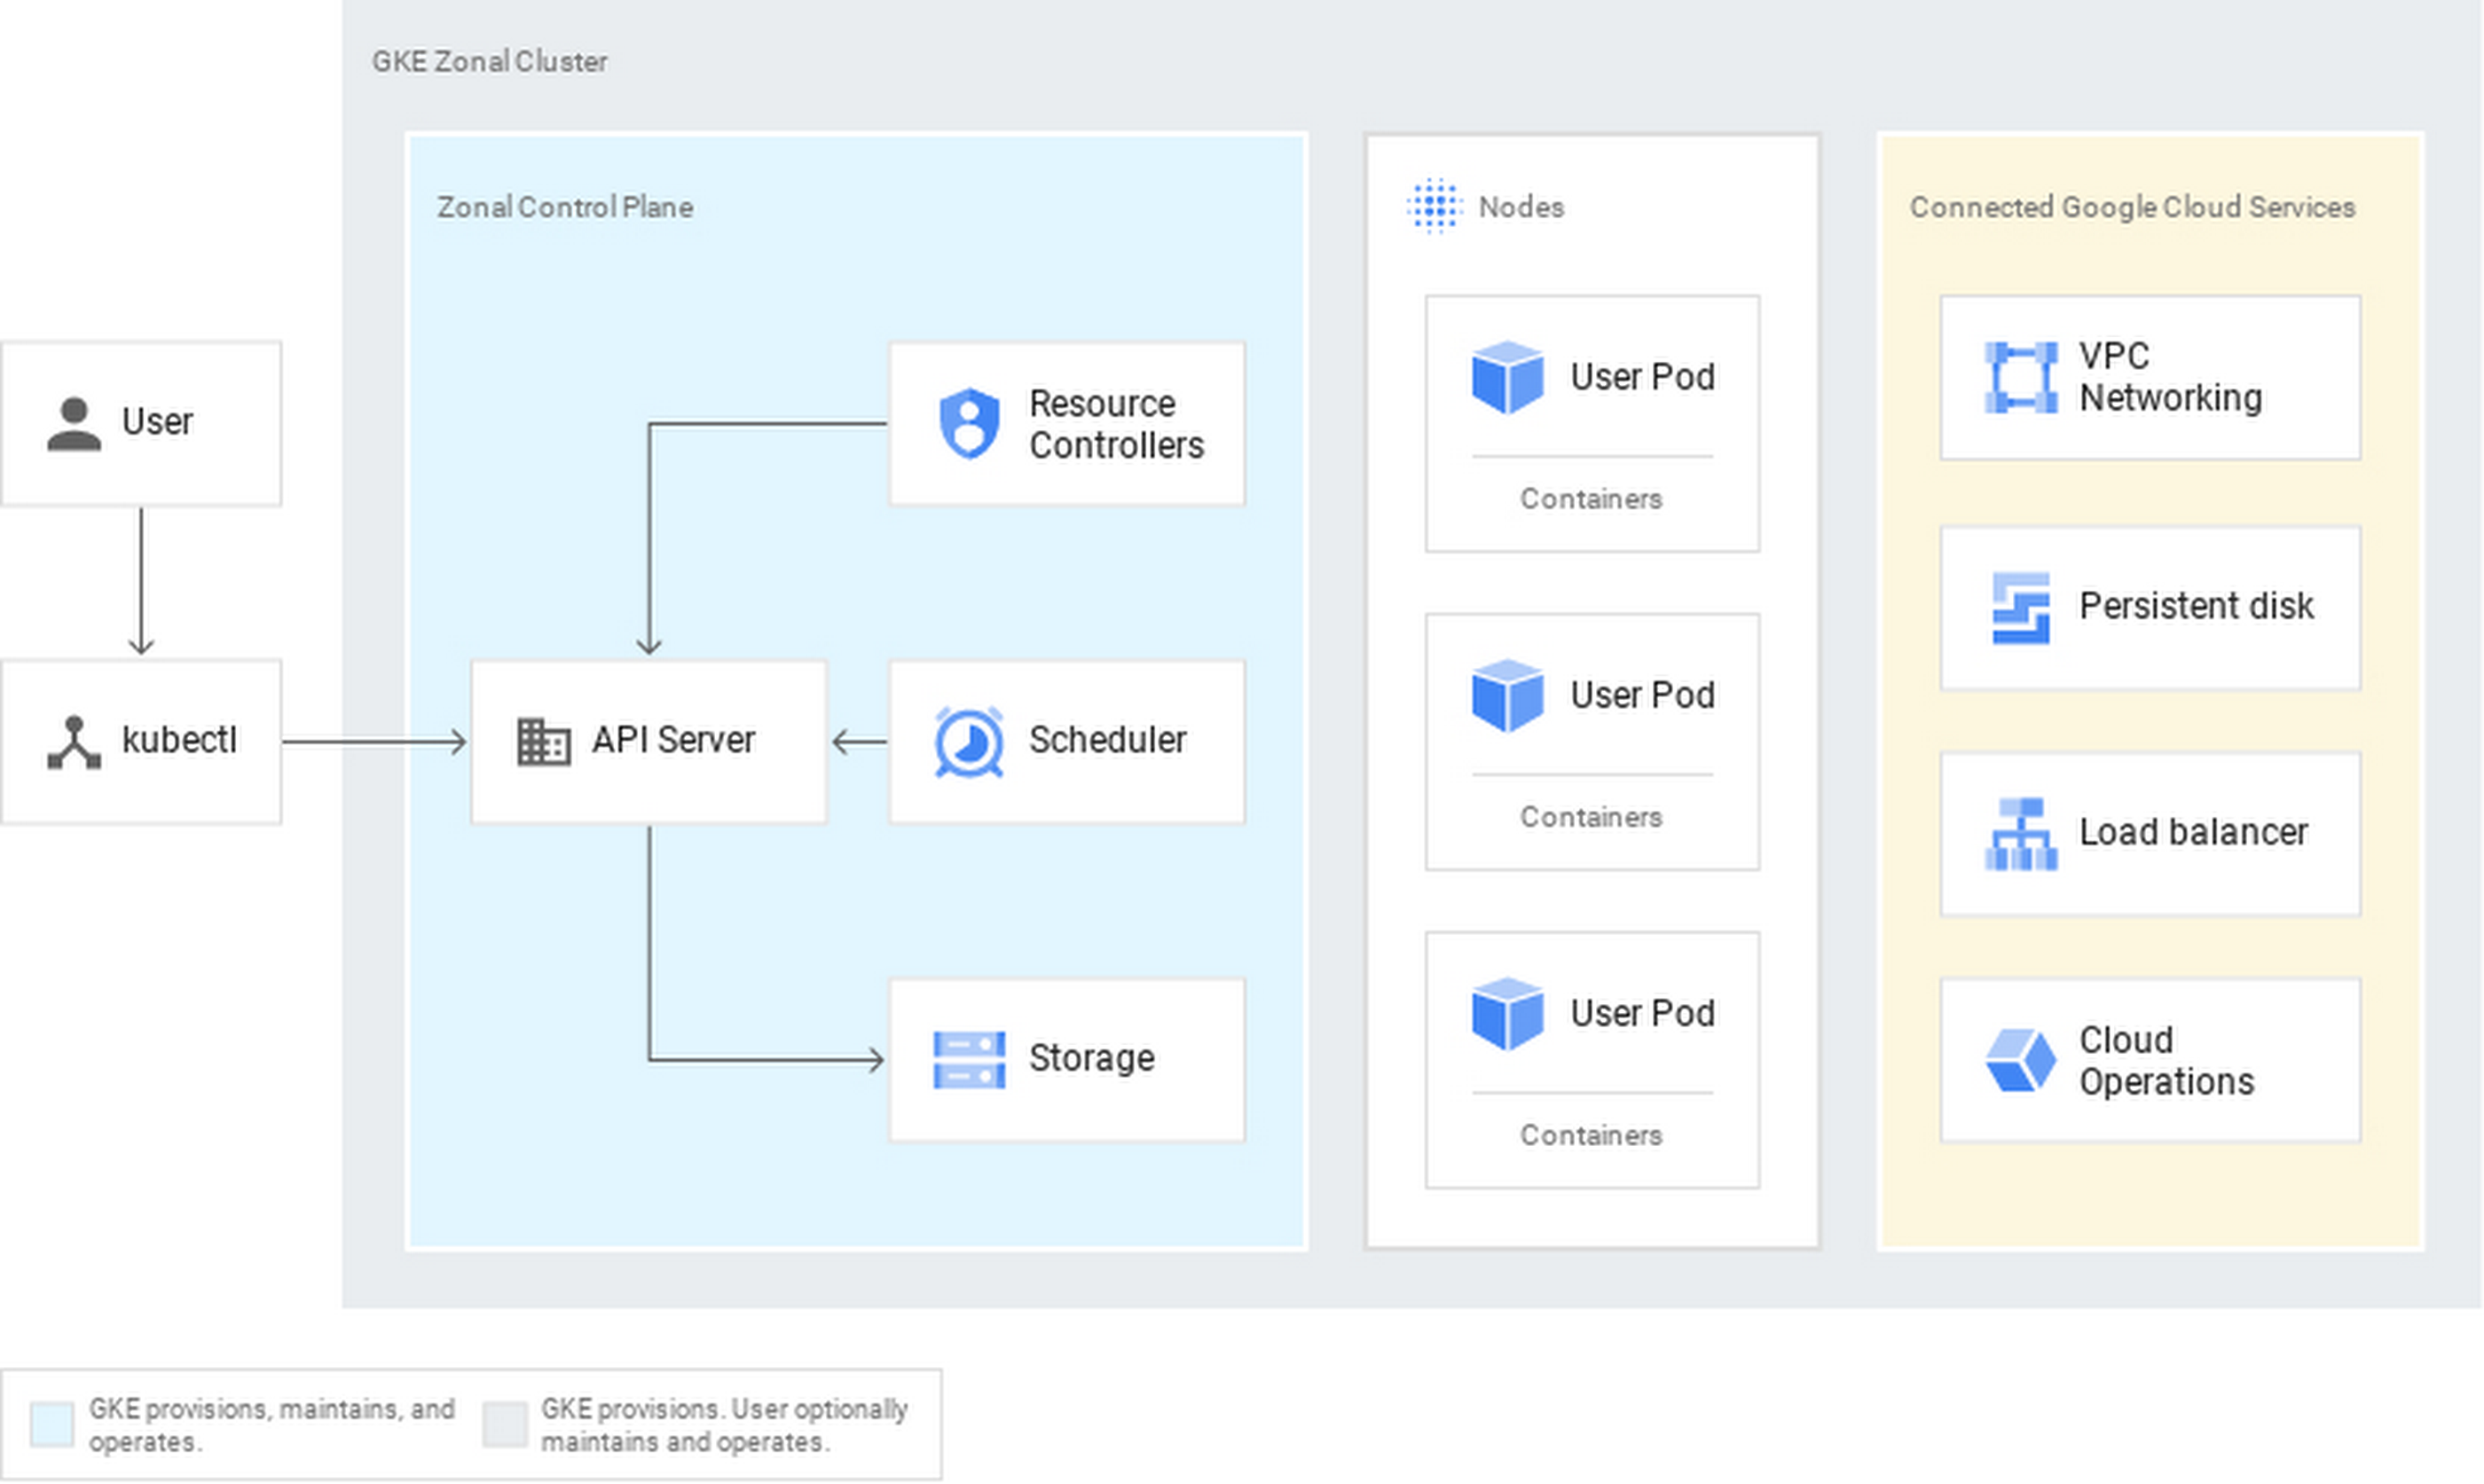 GKE Zonal Cluster
Zonal Control Plane
Nodes
Connected Google Cloud Services
User
kubectl
Resource
Controllers
API Server
Scheduler
Storage
User Pod
Containers
User Pod
Containers
User Pod
Containers
VPC
Networking
Persistent disk
Load balancer
Cloud
Operations
GKE provisions, maintains, and
operates.
GKE provisions. User optionally
maintains and operates.